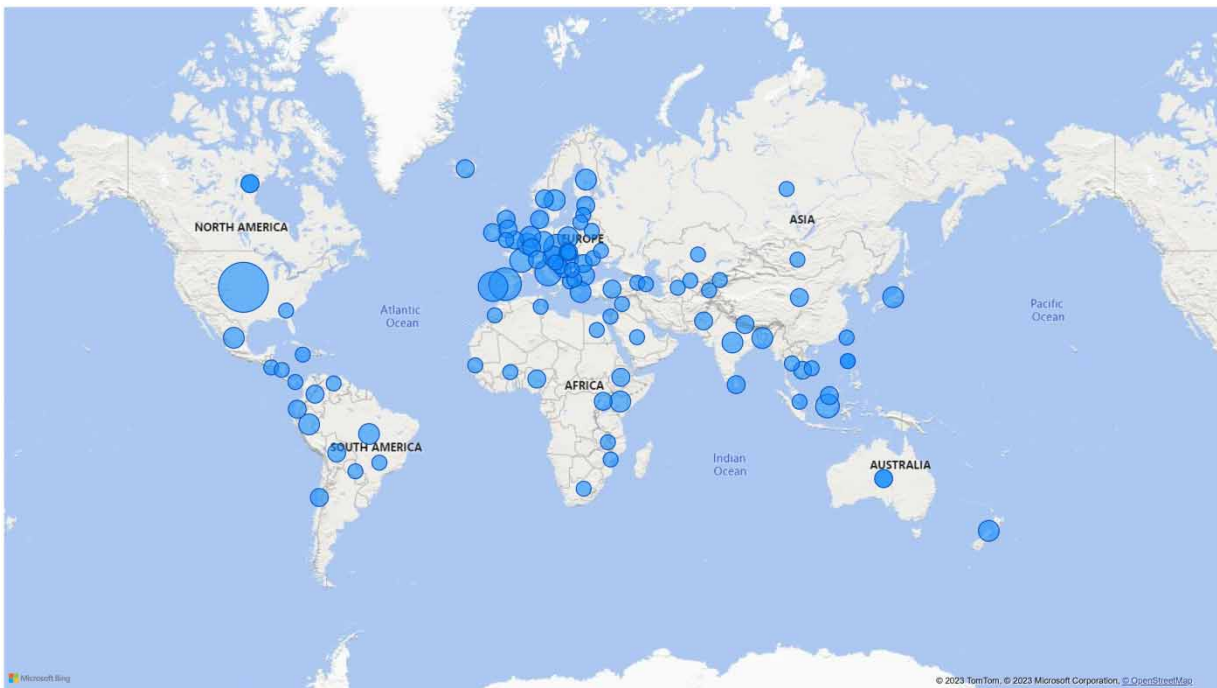 NORTH AMERICA
EUROPE
ASIA
Atlantic
Ocean
Pacific
Ocean
AFRICA
SOUTH AMERICA
Indian
Ocean
AUSTRALIA
Microsoft Bing
© 2023 TomTom, © 2023 Microsoft Corporation, © OpenStreetMap